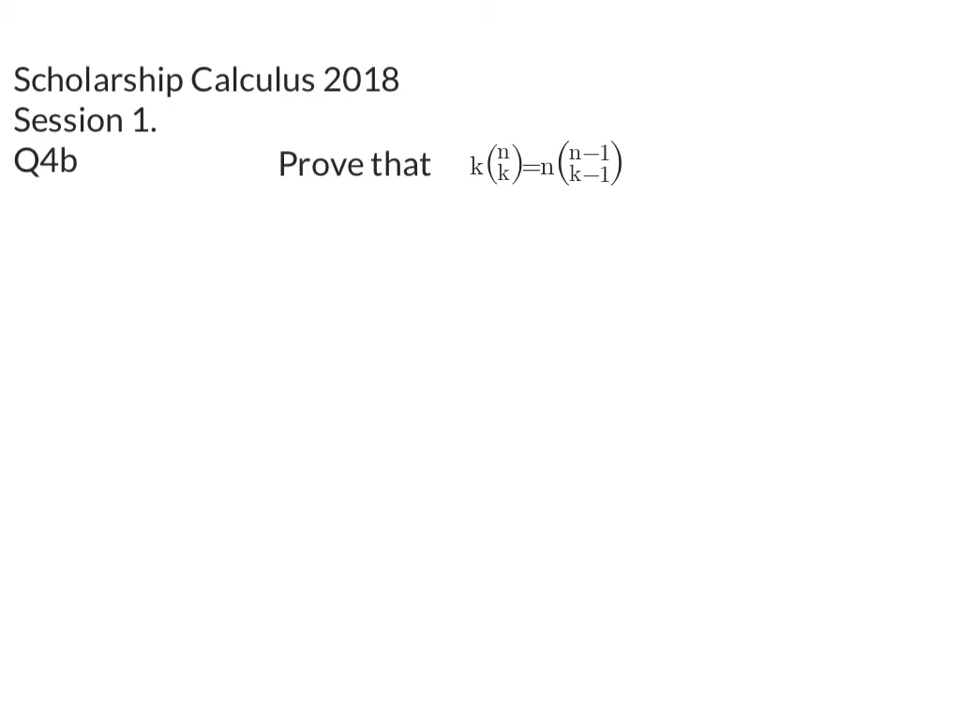 Scholarship Calculus 2018
Session 1.
Q4b Prove that k(n k)=n(n−1 k−1)